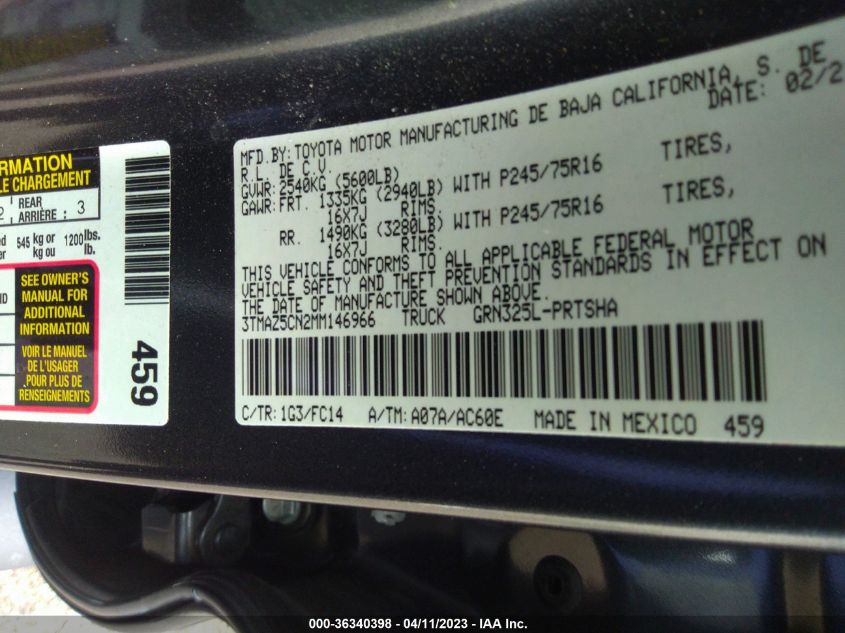 RMATION
LE CHARGEMENT
2 REAR ARRIÈRE : 3
545 kg or kg ou 1200lbs. lb.
SEE OWNER'S
MANUAL FOR
ADDITIONAL
INFORMATION
VOIR LE MANUEL
DE L'USAGER
POUR PLUS DE
RENSEIGNEMENTS
459
MFD.BY:TOYOTA MOTOR MANUFACTURING DE BAJA CALIFORNIA, S. DE
R.L. DE C.V. DATE: 02/2
GVWR:2540KG (5600LB)
GAWR:FRT. 1335KG (2940LB) WITH P245/75R16 TIRES,
16X7J RIMS.
RR. 1490KG (3280LB) WITH P245/75R16 TIRES,
16X7J RIMS.
THIS VEHICLE CONFORMS TO ALL APPLICABLE FEDERAL MOTOR
VEHICLE SAFETY AND THEFT PREVENTION STANDARDS IN EFFECT ON
THE DATE OF MANUFACTURE SHOWN ABOVE.
3TMAZ5CN2MM146966 TRUCK GRN325L-PRTSHA
C/TR:1G3/FC14 A/TM:A07A/AC60E MADE IN MEXICO 459
000-36340398 - 04/11/2023 - IAA Inc.